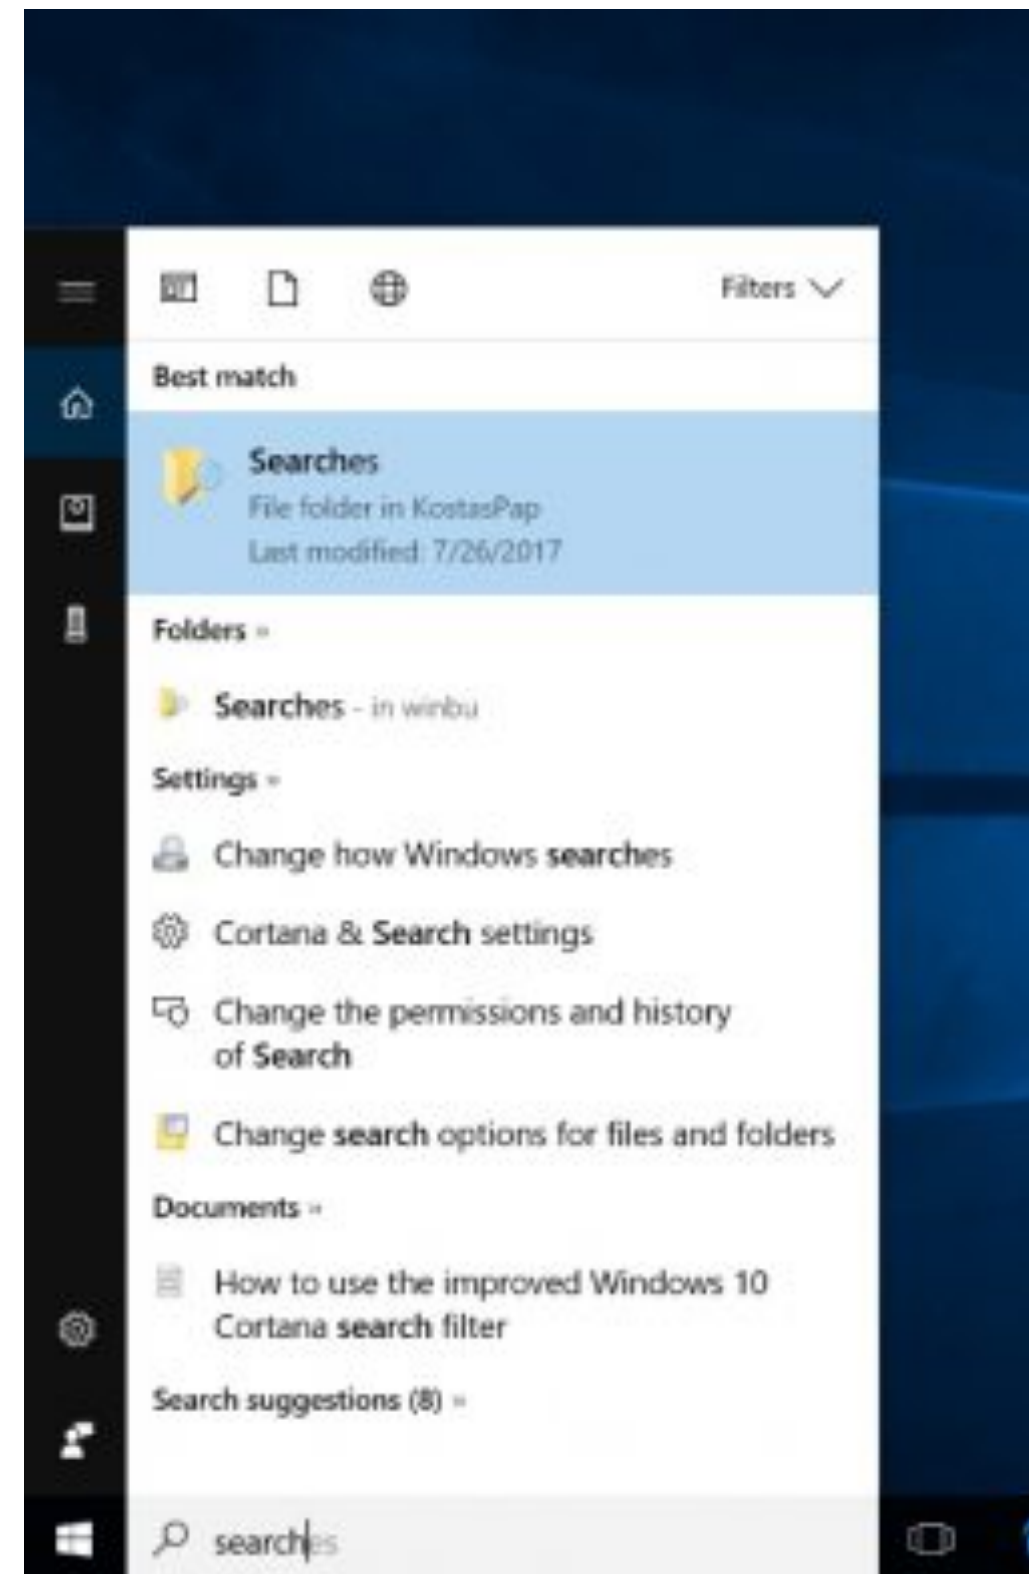 Filters
Best match
Searches
File folder in KostasPap
Last modified: 7/26/2017
Folders »
Searches - in winbu
Settings »
Change how Windows searches
Cortana & Search settings
Change the permissions and history
of Search
Change search options for files and folders
Documents »
How to use the improved Windows 10
Cortana search filter
Search suggestions (8) »
searches